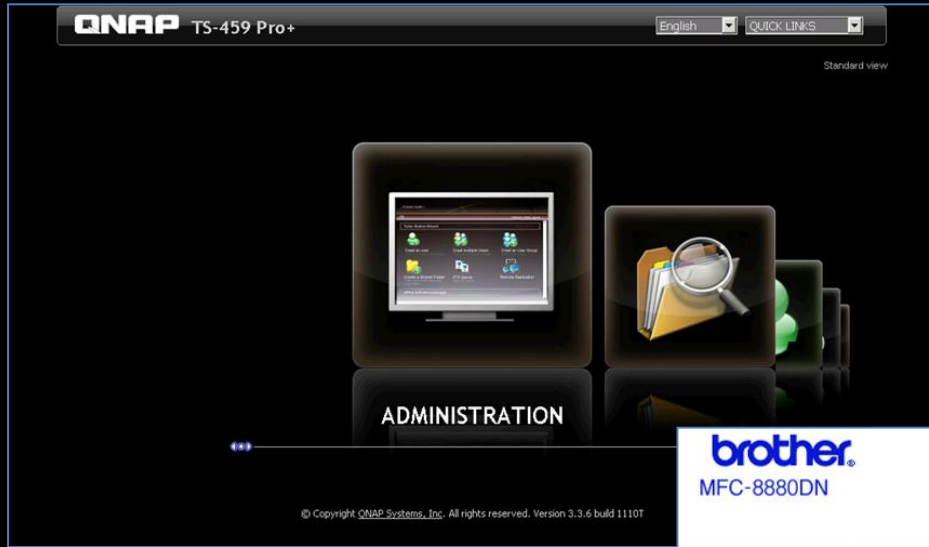 QNAP TS-459 Pro+
English QUICK LINKS
Standard view
ADMINISTRATION
brother®
MFC-8880DN
© Copyright QNAP Systems, Inc. All rights reserved. Version 3.3.6 build 1110T